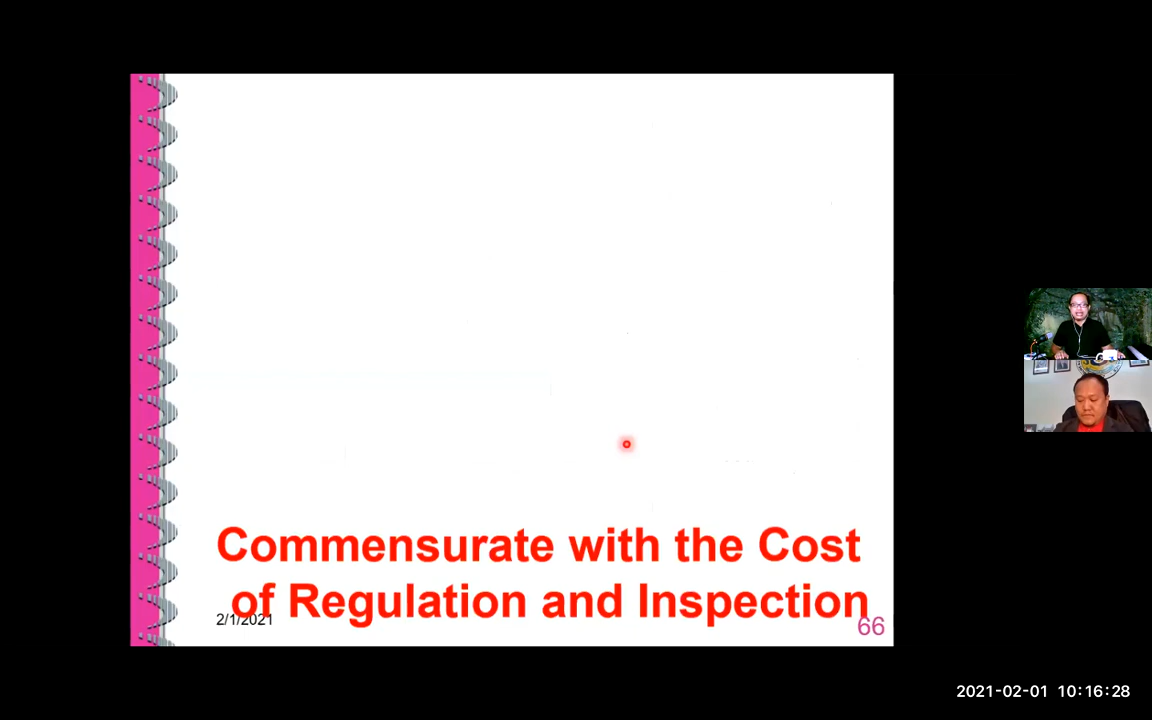 Commensurate with the Cost
of Regulation and Inspection
2/1/2021
66
2021-02-01 10:16:28